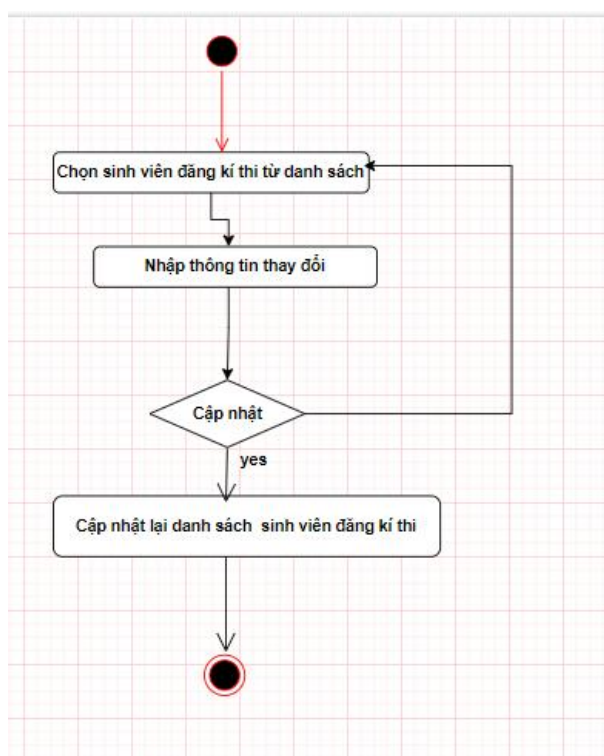 Chọn sinh viên đăng kí thi từ danh sách
Nhập thông tin thay đổi
Cập nhật
yes
Cập nhật lại danh sách sinh viên đăng kí thi